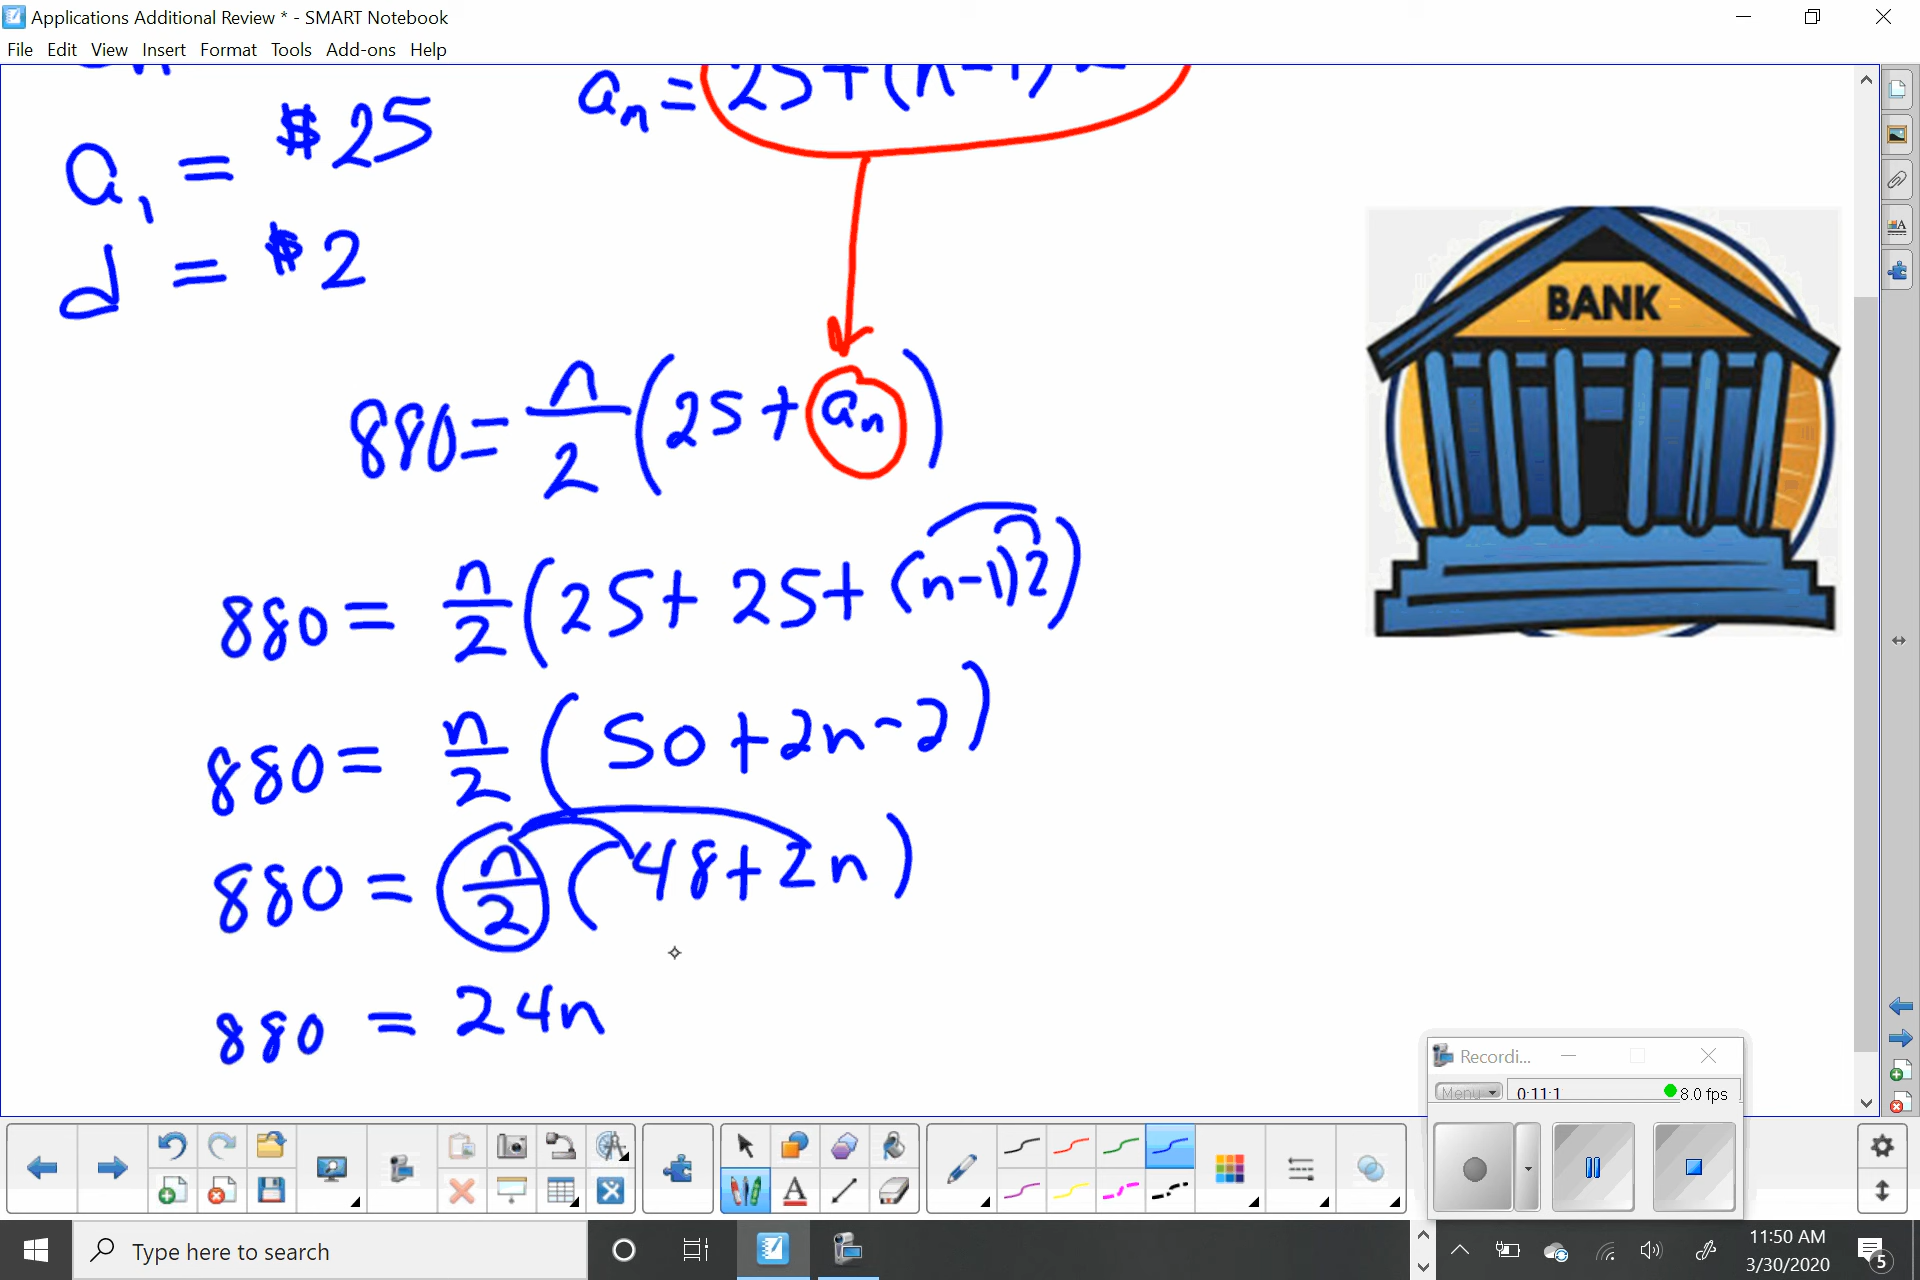 Applications Additional Review * - SMART Notebook
File Edit View Insert Format Tools Add-ons Help
aₙ = 25 + (n-1)2
a₁ = $25
d = $2
BANK
880 = n/2 (25 + aₙ)
880 = n/2 (25 + 25 + (n-1)2)
880 = n/2 (50 + 2n - 2)
880 = n/2 (48 + 2n)
880 = 24n
Recordi...
Menu 0:11:1 8.0 fps
Type here to search
11:50 AM
3/30/2020
5